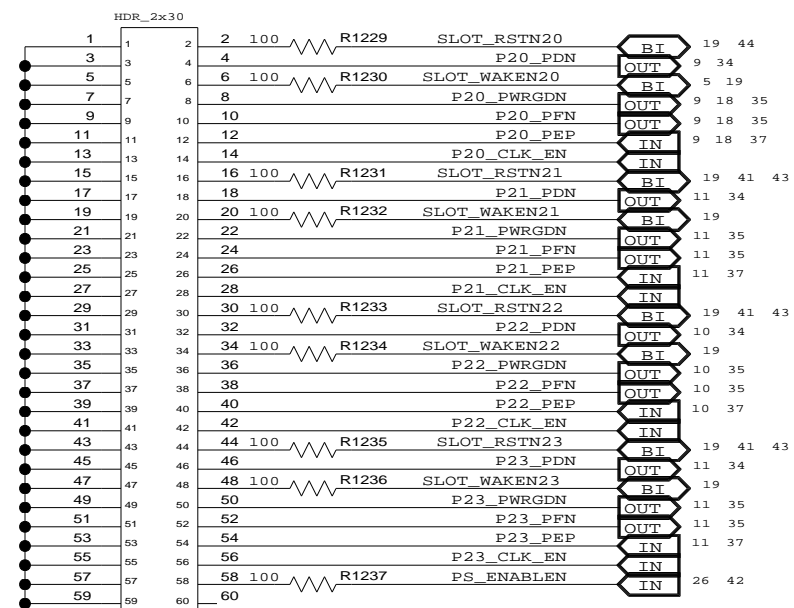 HDR_2x30
1 1 2 2 100 R1229 SLOT_RSTN20 BI 19 44
3 3 4 4 P20_PDN OUT 9 34
5 5 6 6 100 R1230 SLOT_WAKEN20 BI 5 19
7 7 8 8 P20_PWRGDN OUT 9 18 35
9 9 10 10 P20_PFN OUT 9 18 35
11 11 12 12 P20_PEP IN 9 18 37
13 13 14 14 P20_CLK_EN IN
15 15 16 16 100 R1231 SLOT_RSTN21 BI 19 41 43
17 17 18 18 P21_PDN OUT 11 34
19 19 20 20 100 R1232 SLOT_WAKEN21 BI 19
21 21 22 22 P21_PWRGDN OUT 11 35
23 23 24 24 P21_PFN OUT 11 35
25 25 26 26 P21_PEP IN 11 37
27 27 28 28 P21_CLK_EN IN
29 29 30 30 100 R1233 SLOT_RSTN22 BI 19 41 43
31 31 32 32 P22_PDN OUT 10 34
33 33 34 34 100 R1234 SLOT_WAKEN22 BI 19
35 35 36 36 P22_PWRGDN OUT 10 35
37 37 38 38 P22_PFN OUT 10 35
39 39 40 40 P22_PEP IN 10 37
41 41 42 42 P22_CLK_EN IN
43 43 44 44 100 R1235 SLOT_RSTN23 BI 19 41 43
45 45 46 46 P23_PDN OUT 11 34
47 47 48 48 100 R1236 SLOT_WAKEN23 BI 19
49 49 50 50 P23_PWRGDN OUT 11 35
51 51 52 52 P23_PFN OUT 11 35
53 53 54 54 P23_PEP IN 11 37
55 55 56 56 P23_CLK_EN IN
57 57 58 58 100 R1237 PS_ENABLEN IN 26 42
59 59 60 60